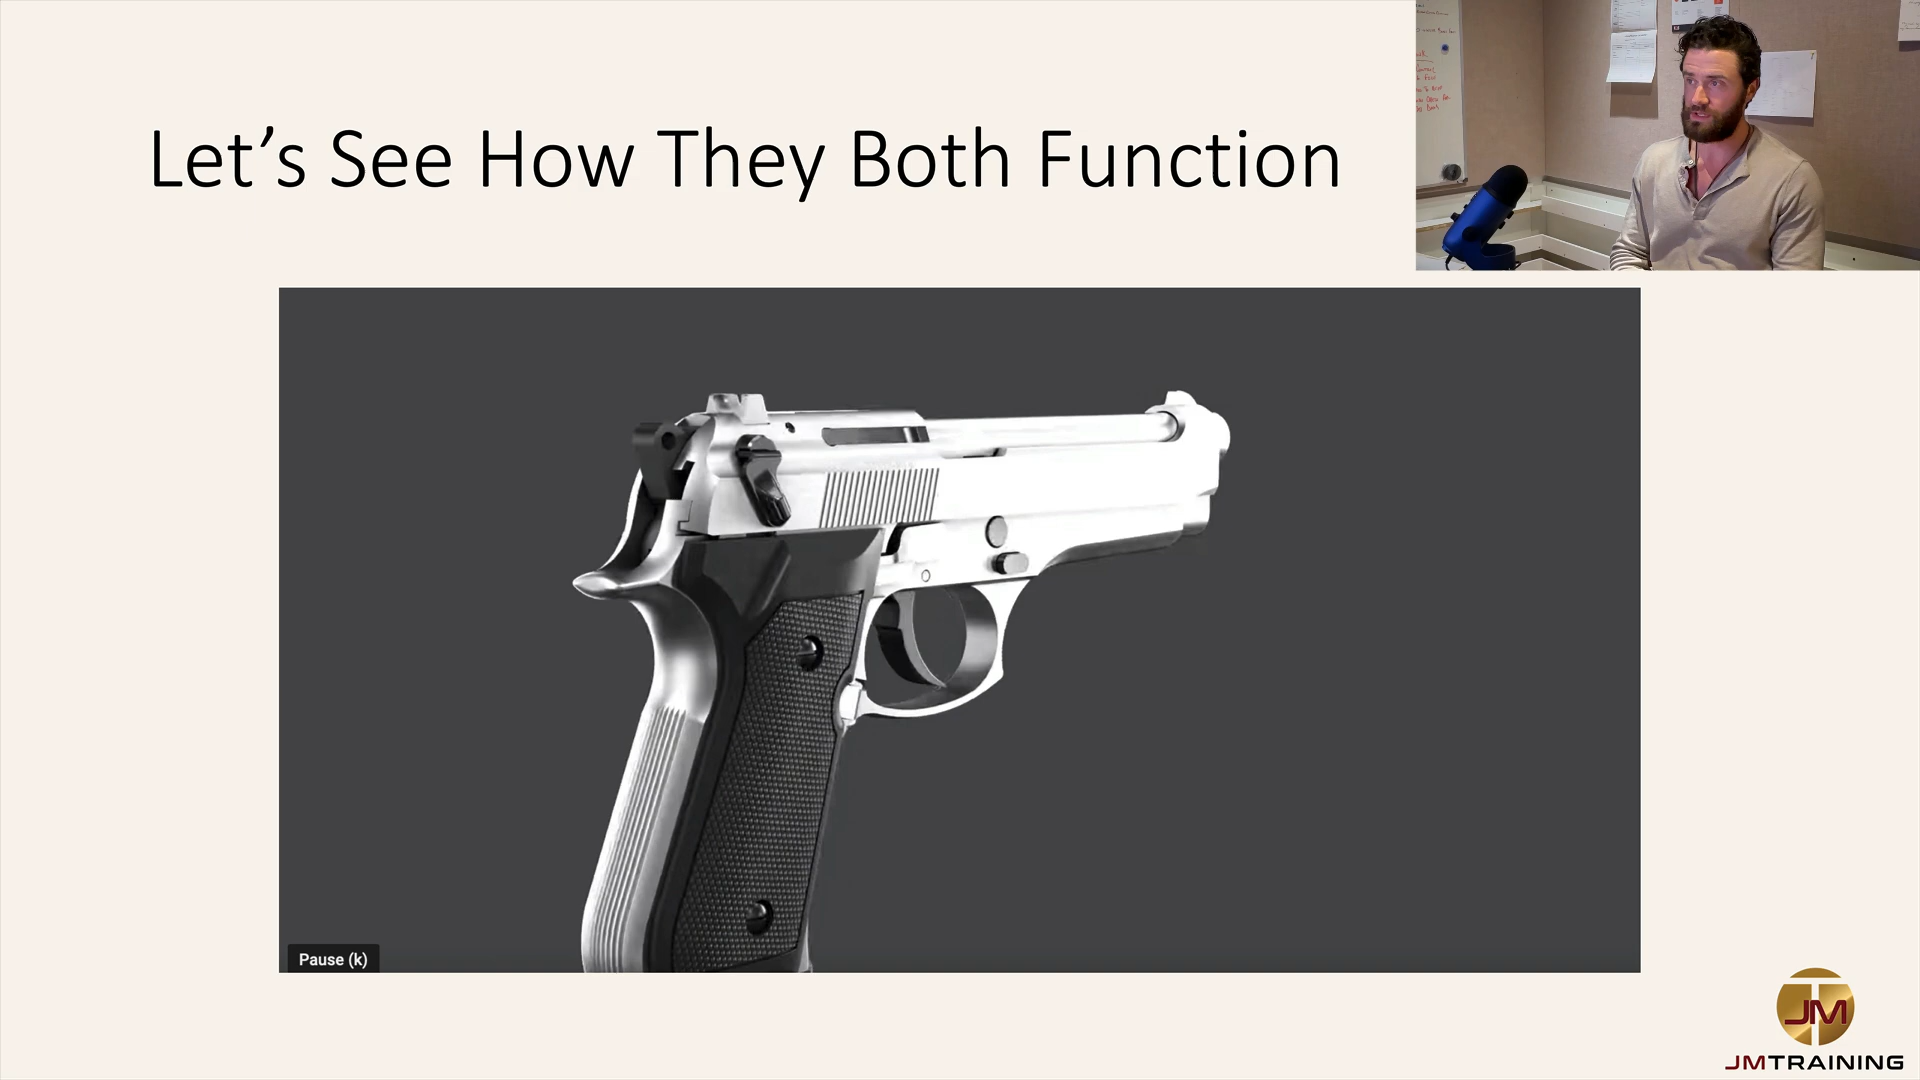 Let’s See How They Both Function
Pause (k)
JM
JMTRAINING